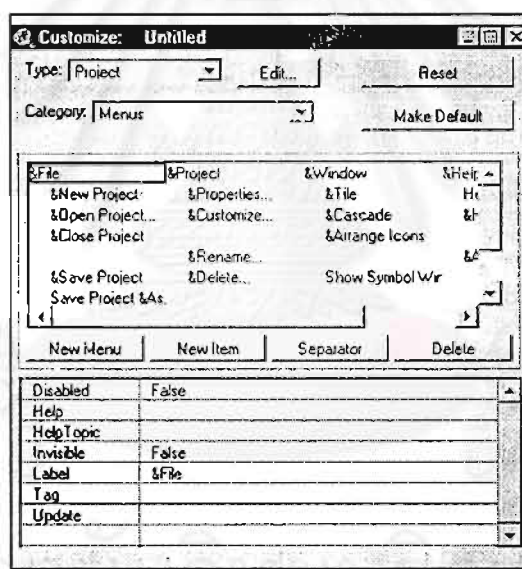 Customize: Untitled
Type: Project Edit... Reset
Category: Menus Make Default
&File &Project &Window &Help
&New Project &Properties... &Tile
&Open Project... &Customize... &Cascade
&Close Project &Arrange Icons
&Rename...
&Save Project &Delete... Show Symbol
Save Project &As.
New Menu New Item Separator Delete
Disabled False
Help
HelpTopic
Invisible False
Label &File
Tag
Update